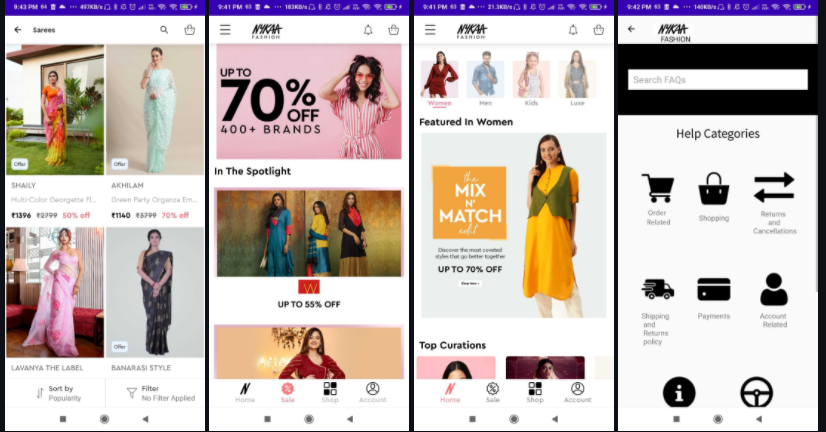 9:43 PM 64
497KB/s
Sarees
Offer
Offer
SHAILY
Multi-Color Georgette Fl...
₹1396 ₹2799 50% off
AKHILAM
Green Party Organza Em...
₹1140 ₹3799 70% off
Offer
LAVANYA THE LABEL
BANARASI STYLE
Sort by
Popularity
Filter
No Filter Applied
9:41 PM 63
183KB/s
NYKAA
FASHION
UP TO
70% OFF
400+ BRANDS
In The Spotlight
W
UP TO 55% OFF
Home
Sale
Shop
Account
9:41 PM 63
21.3KB/s
NYKAA
FASHION
Women
Men
Kids
Luxe
Featured In Women
the
MIX
N'
MATCH
edit
Discover the most coveted
styles that go better together
UP TO 70% OFF
Shop Now
Top Curations
Home
Sale
Shop
Account
9:42 PM 63
140KB/s
NYKAA
FASHION
Search FAQs
Help Categories
Order
Related
Shopping
Returns
and
Cancellations
Shipping
and
Returns
policy
Payments
Account
Related